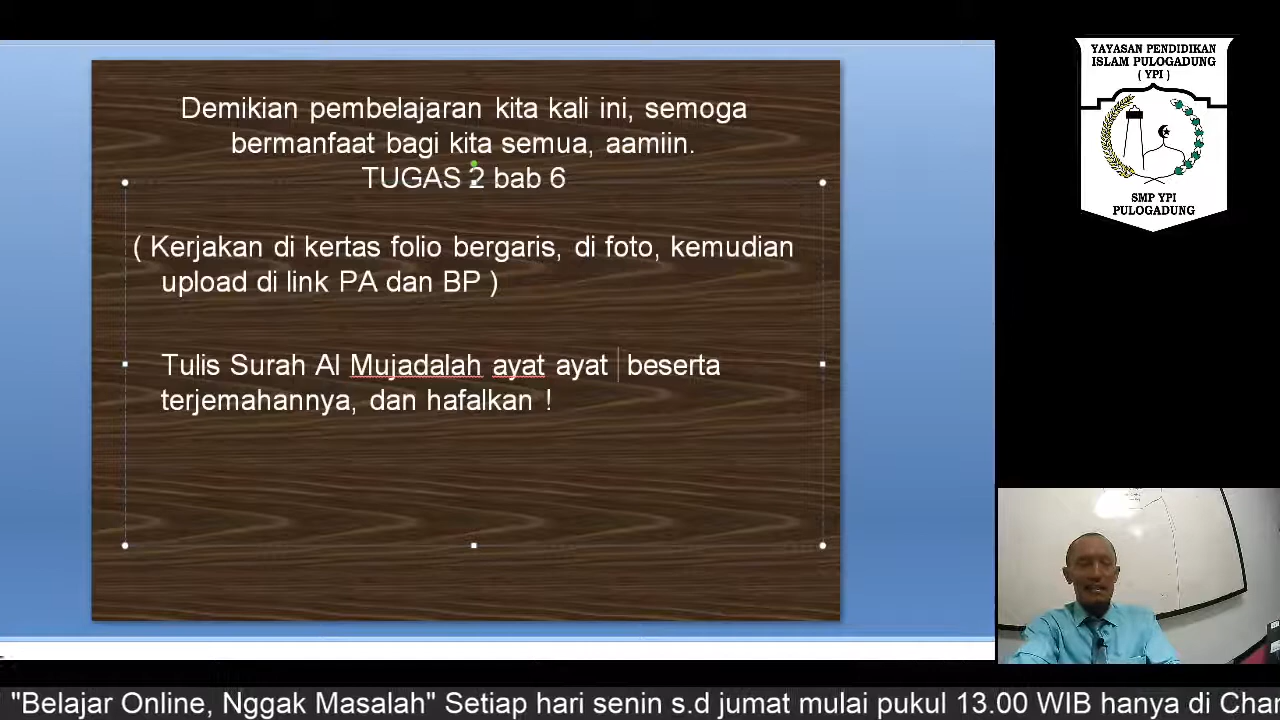 Demikian pembelajaran kita kali ini, semoga
bermanfaat bagi kita semua, aamiin.
TUGAS 2 bab 6
( Kerjakan di kertas folio bergaris, di foto, kemudian
upload di link PA dan BP )
Tulis Surah Al Mujadalah ayat ayat beserta
terjemahannya, dan hafalkan !
YAYASAN PENDIDIKAN
ISLAM PULOGADUNG
( YPI )
SMP YPI
PULOGADUNG
"Belajar Online, Nggak Masalah" Setiap hari senin s.d jumat mulai pukul 13.00 WIB hanya di Chan